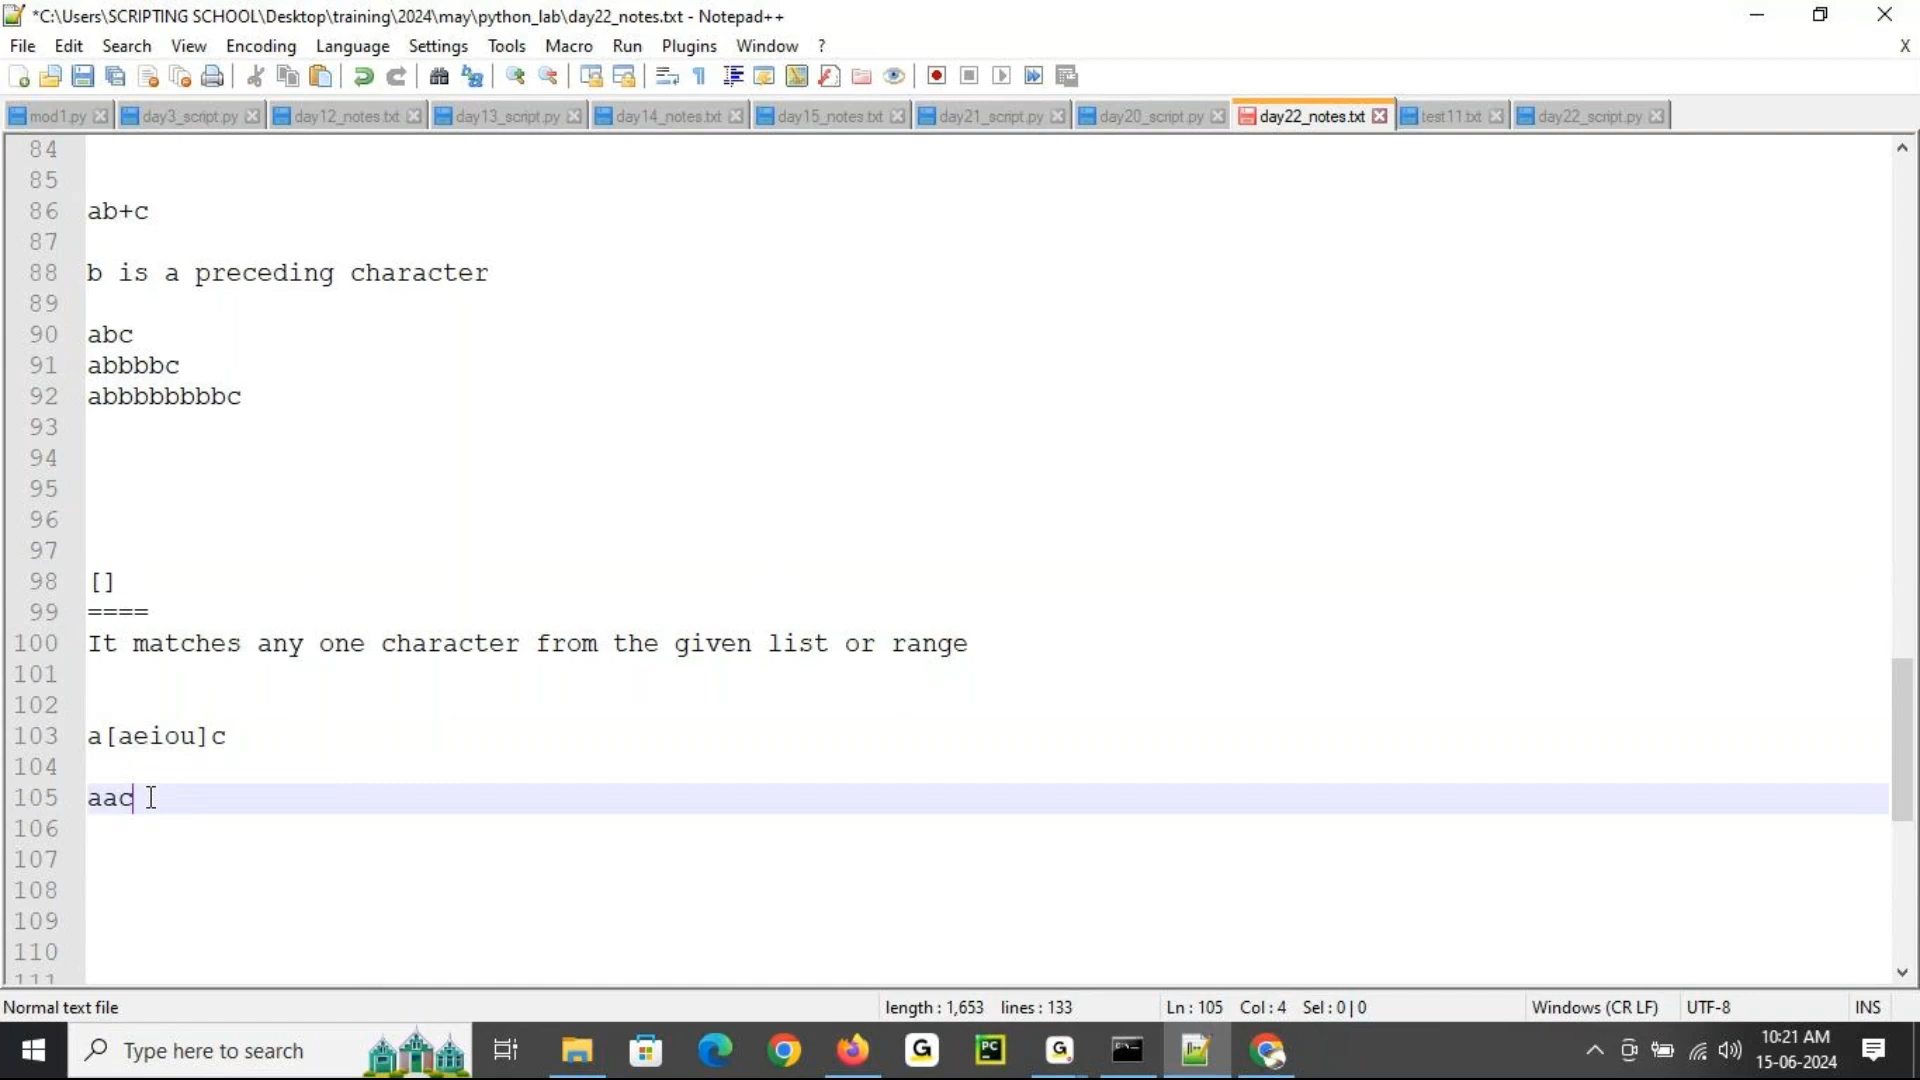 *C:\Users\SCRIPTING SCHOOL\Desktop\training\2024\may\python_lab\day22_notes.txt - Notepad++
File Edit Search View Encoding Language Settings Tools Macro Run Plugins Window ? X
mod1.py day3_script.py day12_notes.txt day13_script.py day14_notes.txt day15_notes.txt day21_script.py day20_script.py day22_notes.txt test11.txt day22_script.py
84
85
86 ab+c
87
88 b is a preceding character
89
90 abc
91 abbbbc
92 abbbbbbbbc
93
94
95
96
97
98 []
99 ====
100 It matches any one character from the given list or range
101
102
103 a[aeiou]c
104
105 aac
106
107
108
109
110
111
Normal text file length : 1,653 lines : 133 Ln : 105 Col : 4 Sel : 0 | 0 Windows (CR LF) UTF-8 INS
Type here to search
10:21 AM
15-06-2024